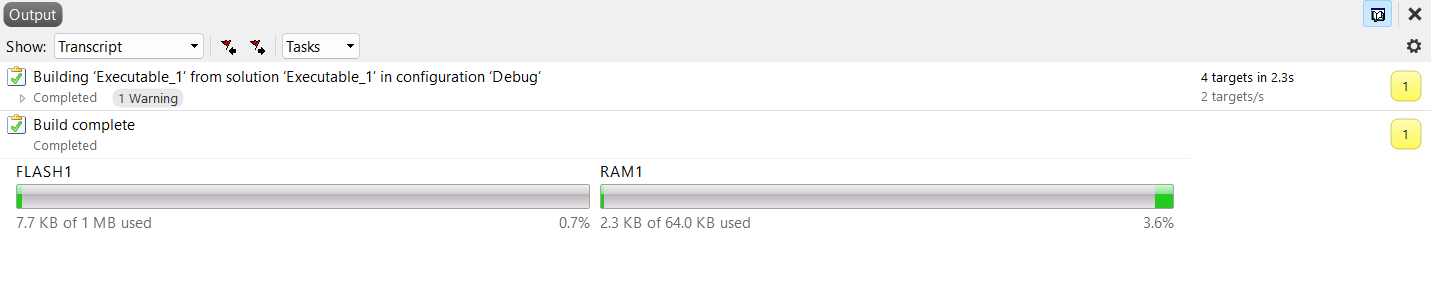 Output
Show: Transcript Tasks
Building ‘Executable_1’ from solution ‘Executable_1’ in configuration ‘Debug’ 4 targets in 2.3s 1
Completed 1 Warning 2 targets/s
Build complete 1
Completed
FLASH1 RAM1
7.7 KB of 1 MB used 0.7% 2.3 KB of 64.0 KB used 3.6%